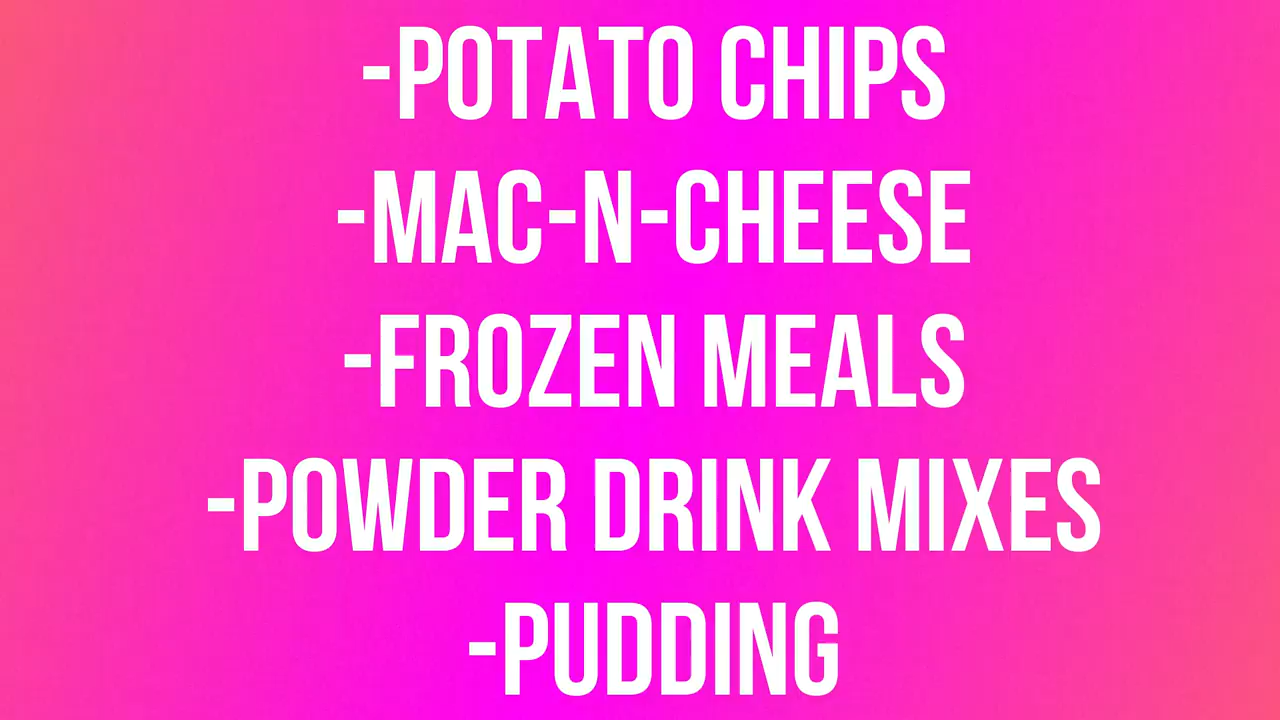 -POTATO CHIPS
-MAC-N-CHEESE
-FROZEN MEALS
-POWDER DRINK MIXES
-PUDDING